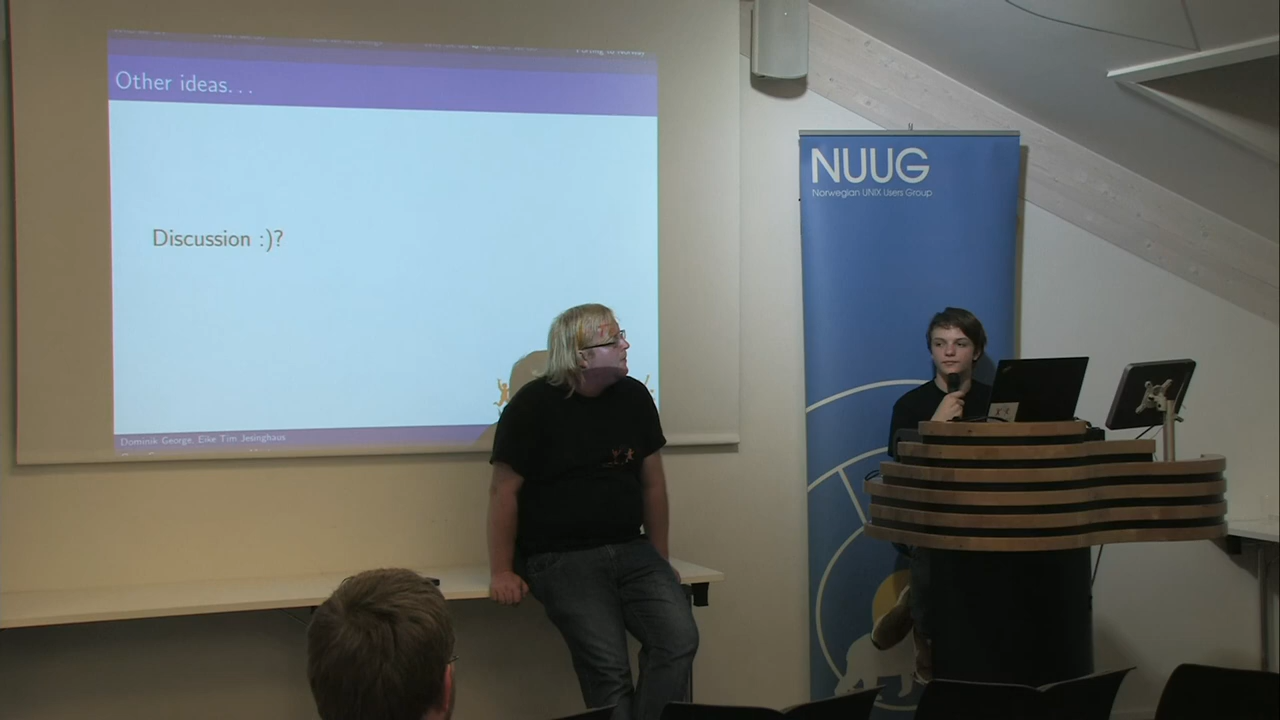 Other ideas...
Discussion :)?
Dominik George, Eike Tim Jesinghaus
NUUG
Norwegian UNIX Users Group